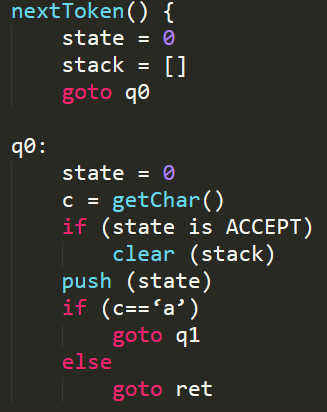 nextToken() {
    state = 0
    stack = []
    goto q0

q0:
    state = 0
    c = getChar()
    if (state is ACCEPT)
        clear (stack)
    push (state)
    if (c==‘a’)
        goto q1
    else
        goto ret